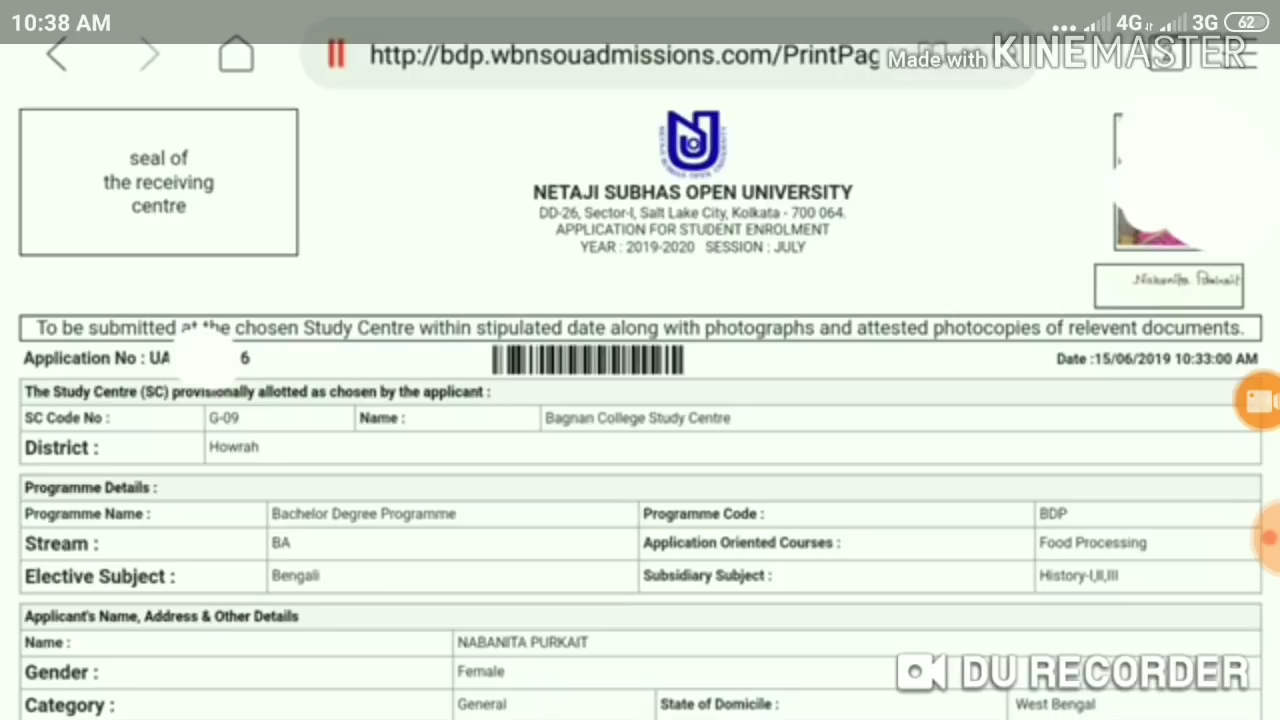 10:38 AM
4G 3G 62
http://bdp.wbnsouadmissions.com/PrintPag
Made with KINEMASTER
seal of
the receiving
centre
NETAJI SUBHAS OPEN UNIVERSITY
DD-26, Sector-I, Salt Lake City, Kolkata - 700 064.
APPLICATION FOR STUDENT ENROLMENT
YEAR : 2019-2020 SESSION : JULY
Nabanita Purkait
To be submitted at the chosen Study Centre within stipulated date along with photographs and attested photocopies of relevent documents.
Application No : UA 6
Date :15/06/2019 10:33:00 AM
The Study Centre (SC) provisionally allotted as chosen by the applicant :
SC Code No : G-09 Name : Bagnan College Study Centre
District : Howrah
Programme Details :
Programme Name : Bachelor Degree Programme Programme Code : BDP
Stream : BA Application Oriented Courses : Food Processing
Elective Subject : Bengali Subsidiary Subject : History-I,II,III
Applicant's Name, Address & Other Details
Name : NABANITA PURKAIT
Gender : Female
DU RECORDER
Category : General State of Domicile : West Bengal